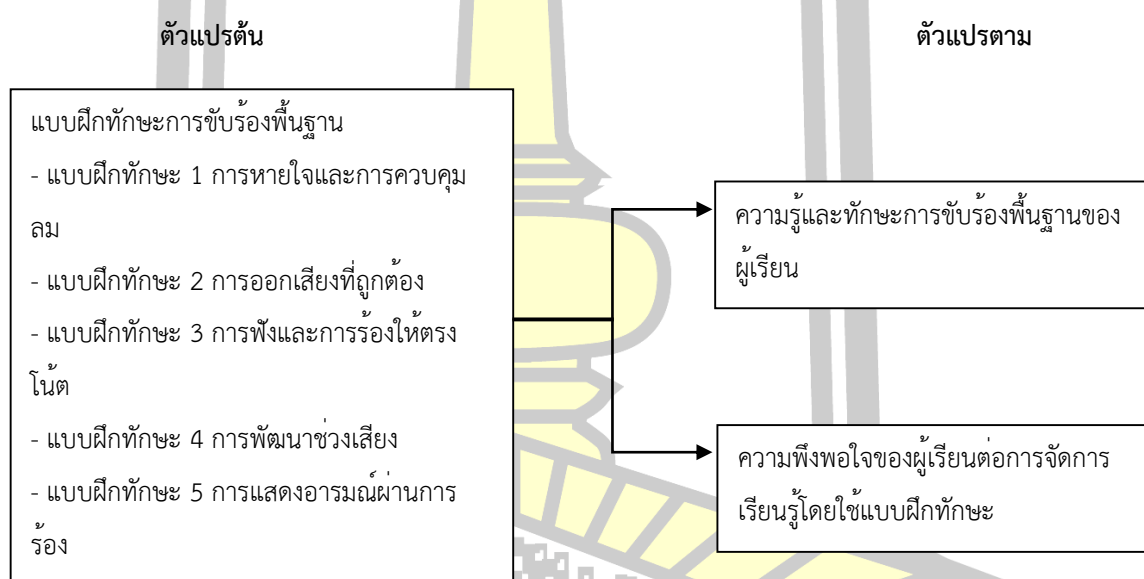 ตัวแปรต้น
ตัวแปรตาม
แบบฝึกทักษะการขับร้องพื้นฐาน
- แบบฝึกทักษะ 1 การหายใจและการควบคุม
ลม
- แบบฝึกทักษะ 2 การออกเสียงที่ถูกต้อง
- แบบฝึกทักษะ 3 การฟังและการร้องให้ตรง
โน้ต
- แบบฝึกทักษะ 4 การพัฒนาช่วงเสียง
- แบบฝึกทักษะ 5 การแสดงอารมณ์ผ่านการ
ร้อง
ความรู้และทักษะการขับร้องพื้นฐานของ
ผู้เรียน
ความพึงพอใจของผู้เรียนต่อการจัดการ
เรียนรู้โดยใช้แบบฝึกทักษะ